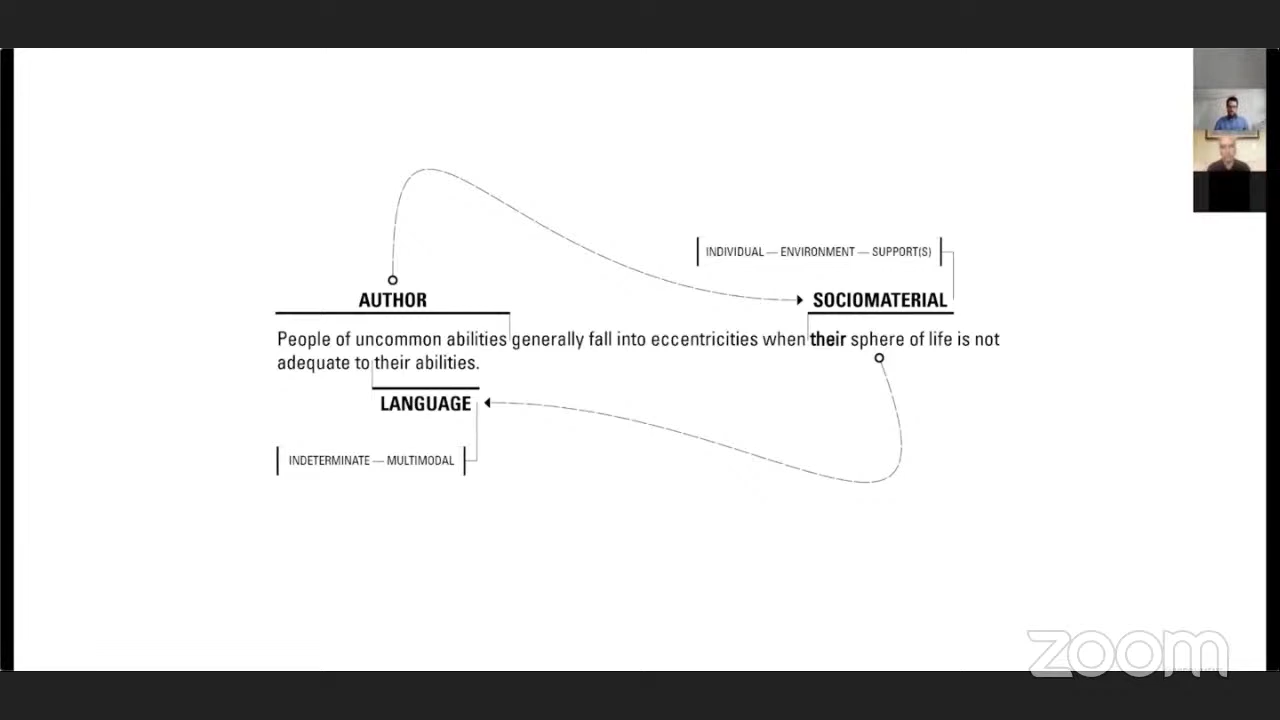 INDIVIDUAL — ENVIRONMENT — SUPPORT(S)
AUTHOR
SOCIOMATERIAL
People of uncommon abilities generally fall into eccentricities when their sphere of life is not
adequate to their abilities.
LANGUAGE
INDETERMINATE — MULTIMODAL
zoom